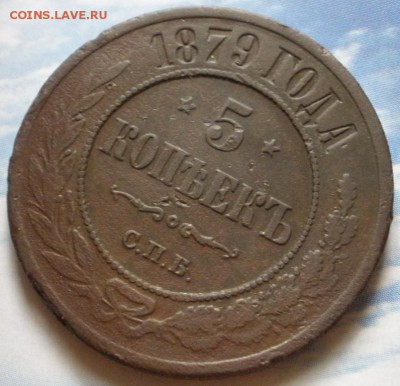 COINS.LAVE.RU
1879 ГОДА
5
КОПѢЕКЪ
С.П.Б.